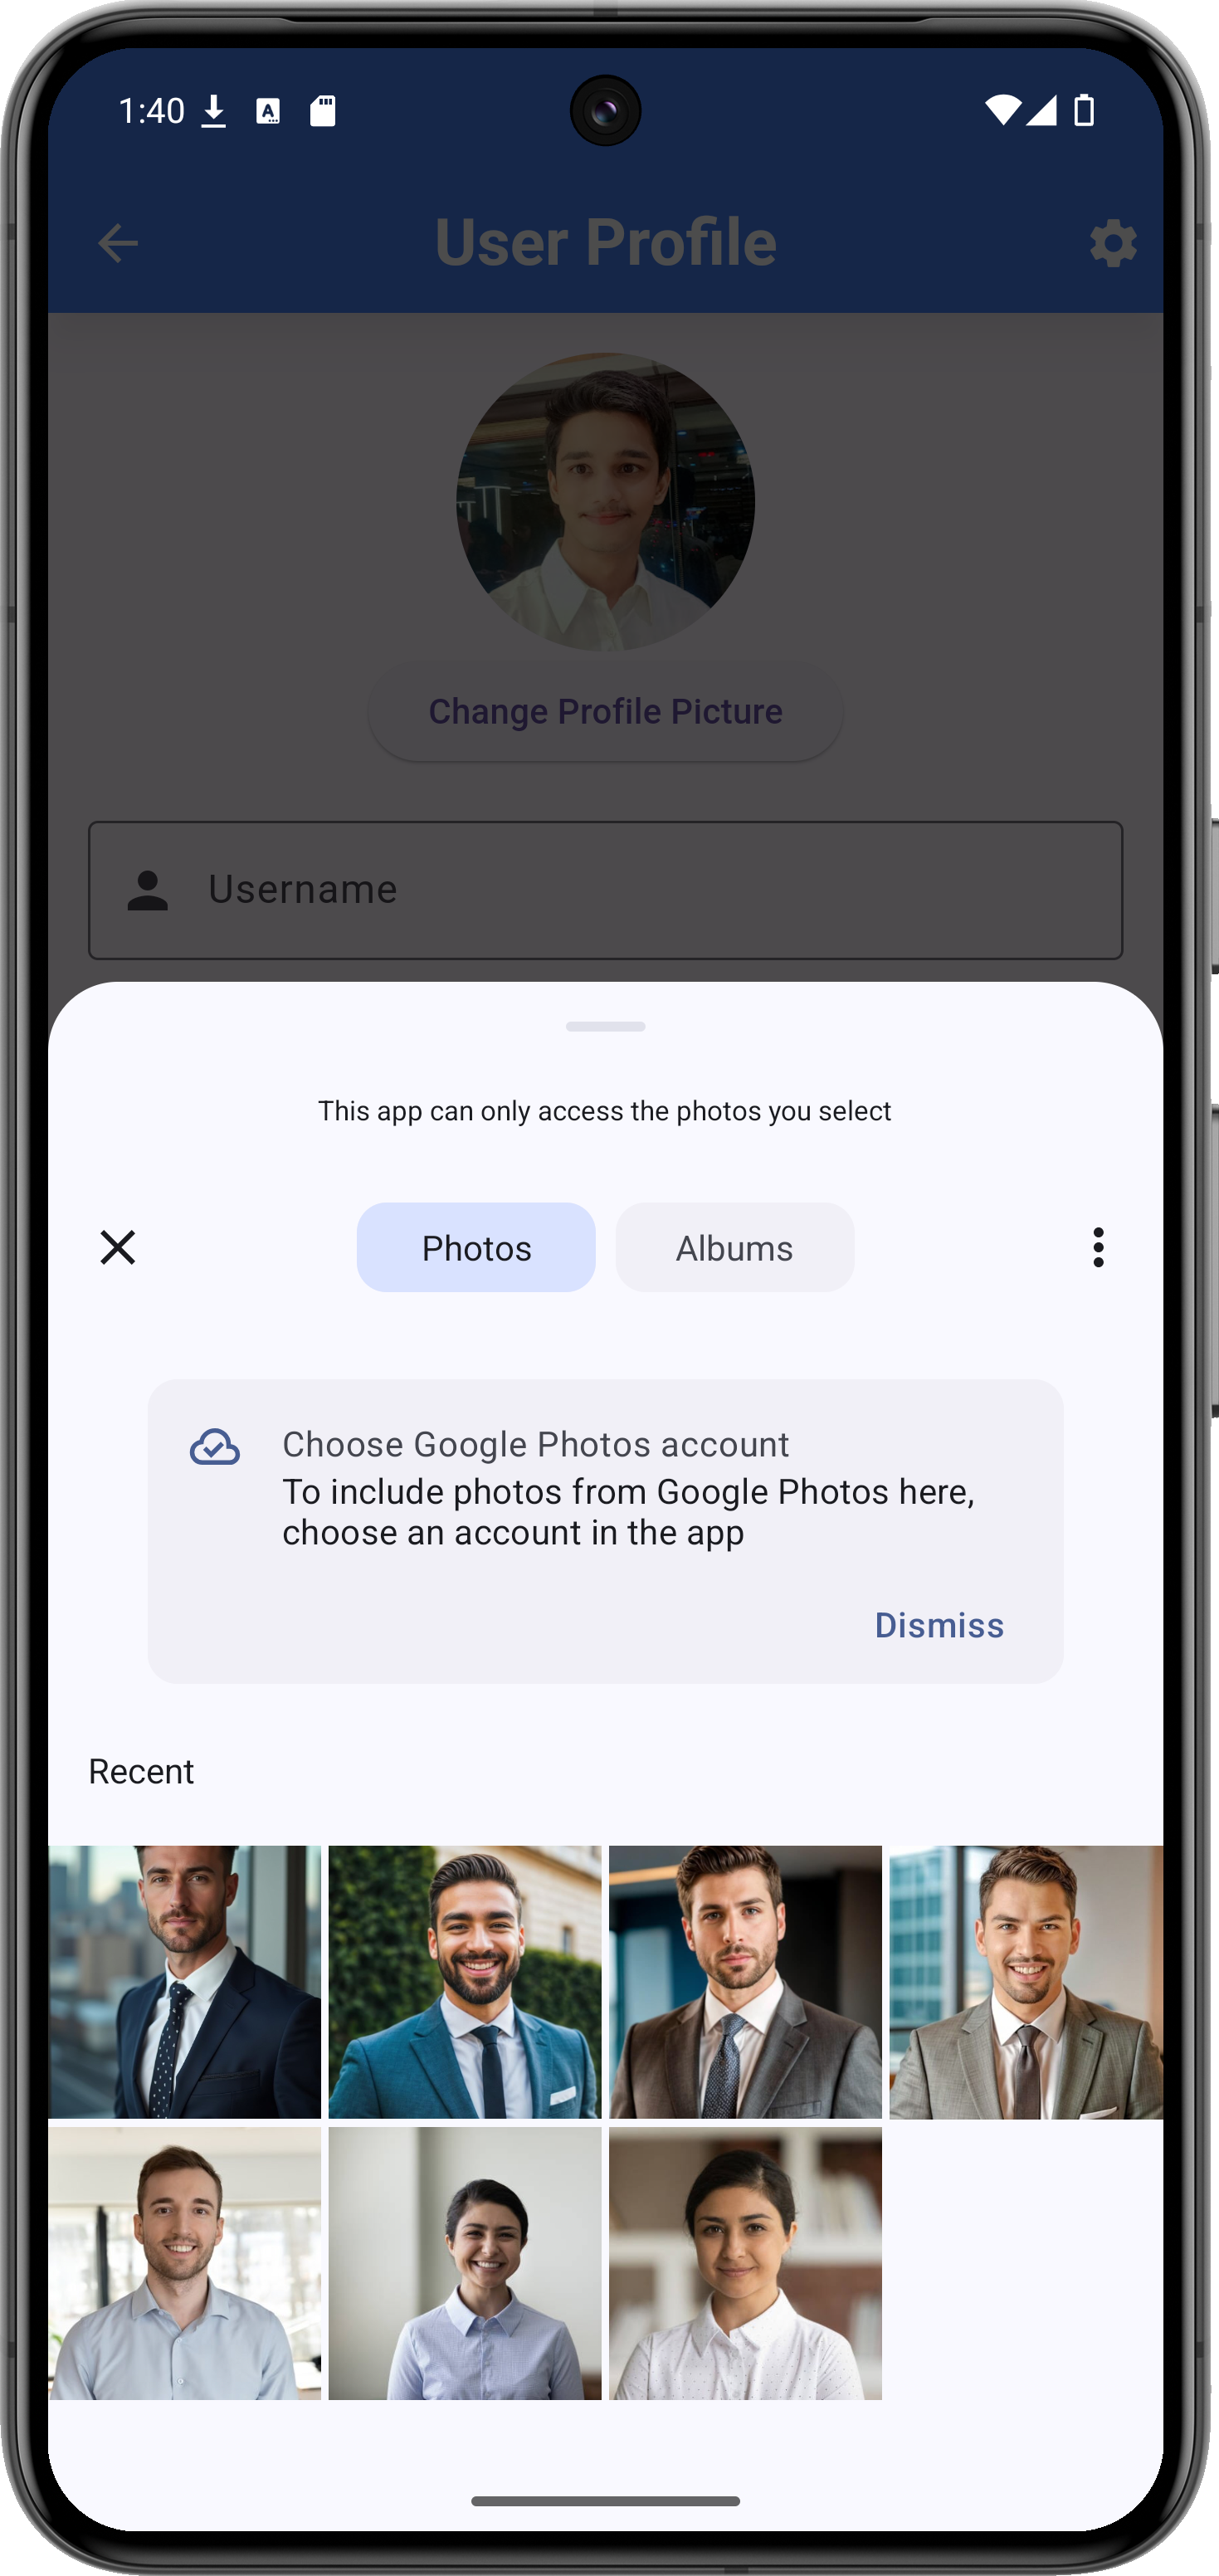 1:40
User Profile
Change Profile Picture
Username
This app can only access the photos you select
Photos
Albums
Choose Google Photos account
To include photos from Google Photos here,
choose an account in the app
Dismiss
Recent